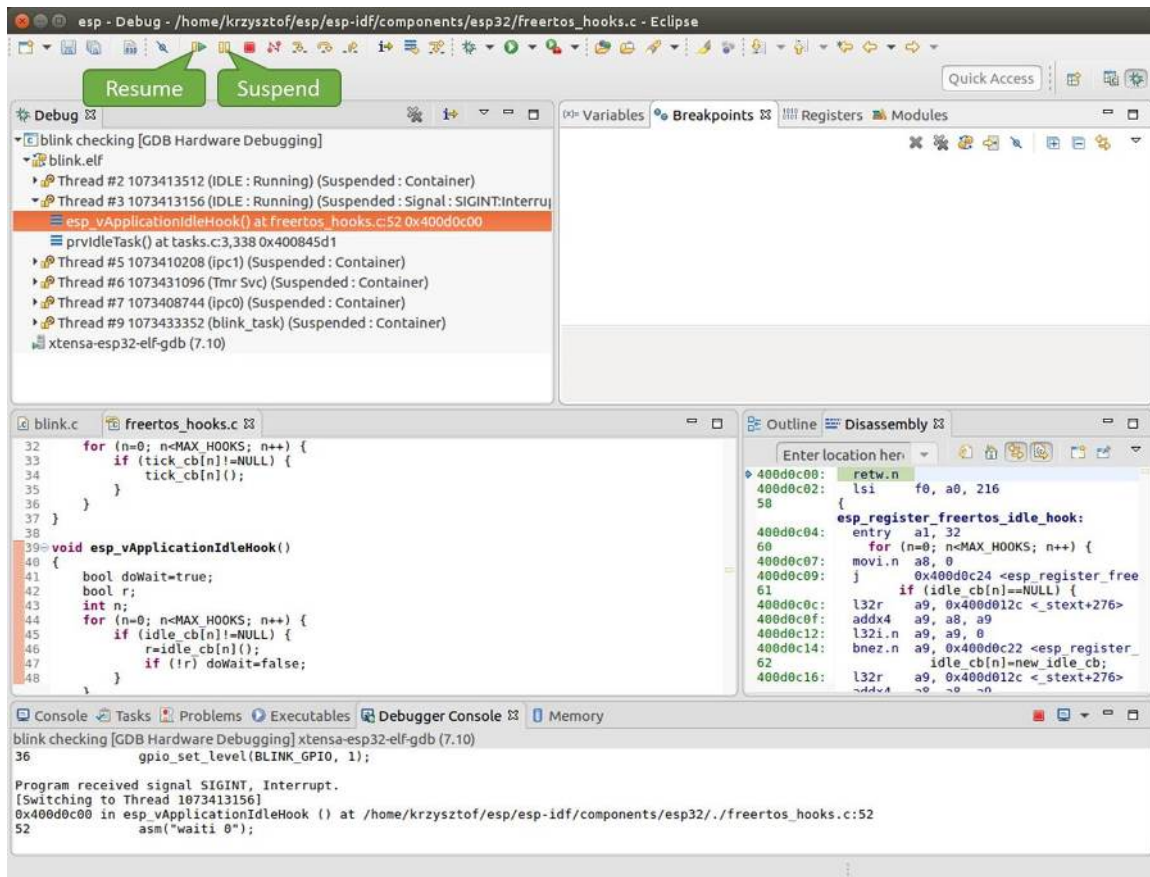 esp - Debug - /home/krzysztof/esp/esp-idf/components/esp32/freertos_hooks.c - Eclipse
Resume
Suspend
Quick Access
Debug
blink checking [GDB Hardware Debugging]
blink.elf
Thread #2 1073413512 (IDLE : Running) (Suspended : Container)
Thread #3 1073413156 (IDLE : Running) (Suspended : Signal : SIGINT:Interru
esp_vApplicationIdleHook() at freertos_hooks.c:52 0x400d0c00
prvIdleTask() at tasks.c:3,338 0x400845d1
Thread #5 1073410208 (ipc1) (Suspended : Container)
Thread #6 1073431096 (Tmr Svc) (Suspended : Container)
Thread #7 1073408744 (ipc0) (Suspended : Container)
Thread #9 1073433352 (blink_task) (Suspended : Container)
xtensa-esp32-elf-gdb (7.10)
(x)= Variables Breakpoints Registers Modules
blink.c freertos_hooks.c
32 for (n=0; n<MAX_HOOKS; n++) {
33 if (tick_cb[n]!=NULL) {
34 tick_cb[n]();
35 }
36 }
37 }
38
39 void esp_vApplicationIdleHook()
40 {
41 bool doWait=true;
42 bool r;
43 int n;
44 for (n=0; n<MAX_HOOKS; n++) {
45 if (idle_cb[n]!=NULL) {
46 r=idle_cb[n]();
47 if (!r) doWait=false;
48 }
}
Outline Disassembly
Enter location her
400d0c00: retw.n
400d0c02: lsi f0, a0, 216
58 {
esp_register_freertos_idle_hook:
400d0c04: entry a1, 32
60 for (n=0; n<MAX_HOOKS; n++) {
400d0c07: movi.n a8, 0
400d0c09: j 0x400d0c24 <esp_register_free
61 if (idle_cb[n]==NULL) {
400d0c0c: l32r a9, 0x400d012c <_stext+276>
400d0c0f: addx4 a9, a8, a9
400d0c12: l32i.n a9, a9, 0
400d0c14: bnez.n a9, 0x400d0c22 <esp_register_
62 idle_cb[n]=new_idle_cb;
400d0c16: l32r a9, 0x400d012c <_stext+276>
addx4 a8, a8, a9
Console Tasks Problems Executables Debugger Console Memory
blink checking [GDB Hardware Debugging] xtensa-esp32-elf-gdb (7.10)
36 gpio_set_level(BLINK_GPIO, 1);
Program received signal SIGINT, Interrupt.
[Switching to Thread 1073413156]
0x400d0c00 in esp_vApplicationIdleHook () at /home/krzysztof/esp/esp-idf/components/esp32/./freertos_hooks.c:52
52 asm("waiti 0");